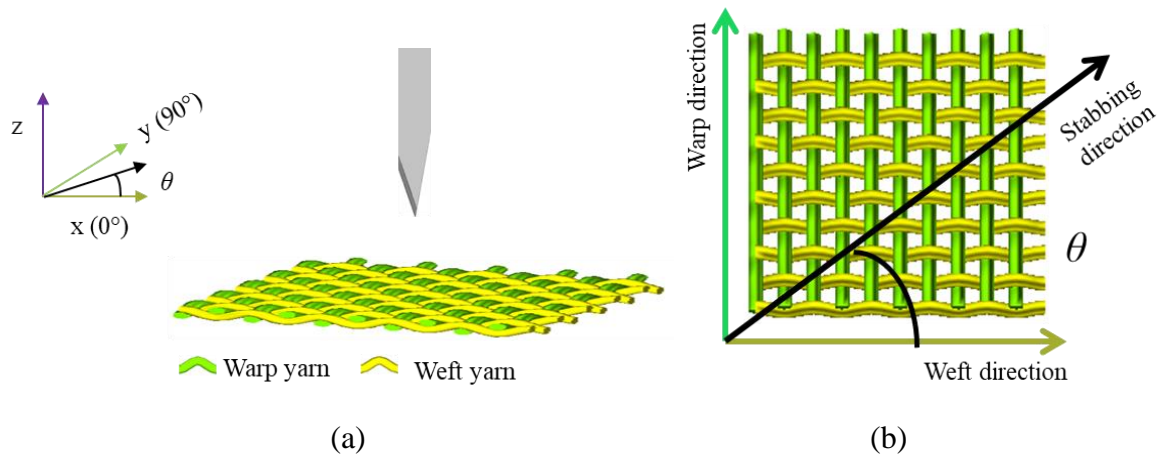 z
y (90°)
θ
x (0°)
Warp yarn
Weft yarn
(a)
Warp direction
Stabbing
direction
θ
Weft direction
(b)